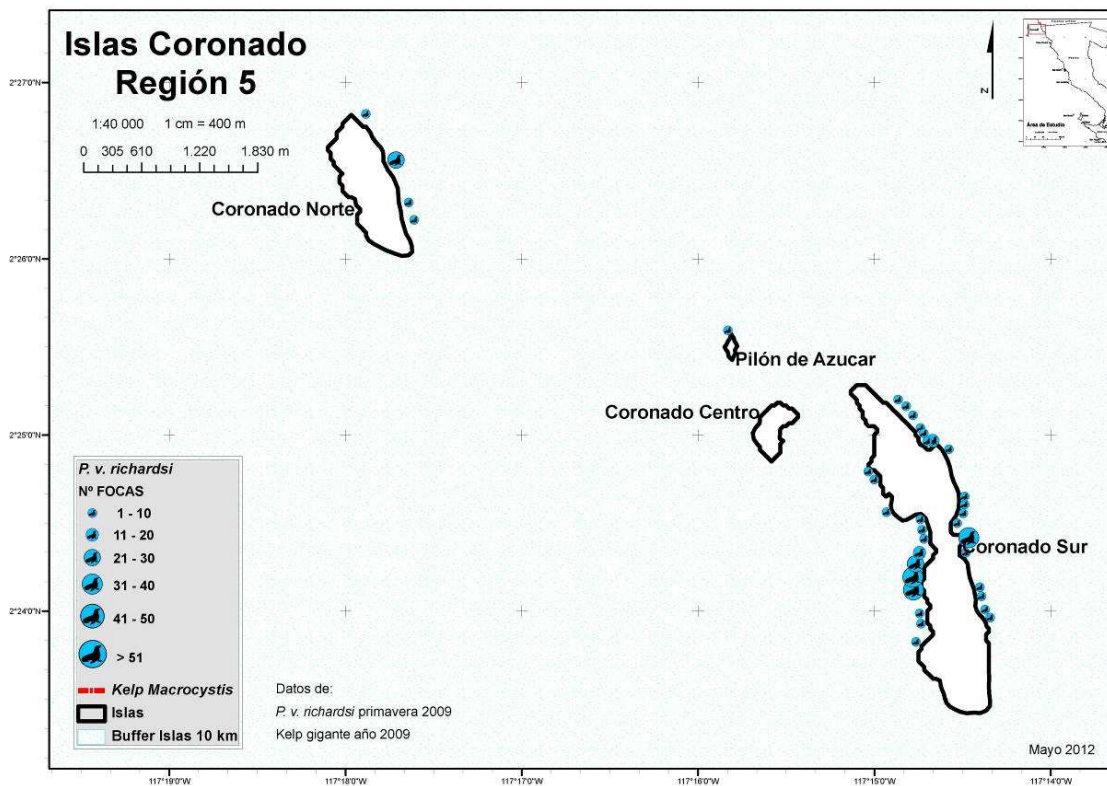 Islas Coronado
Región 5
1:40 000 1 cm = 400 m
0 305 610 1.220 1.830 m
N
Área de Estudio
2°27'0"N
2°26'0"N
2°25'0"N
2°24'0"N
Coronado Norte
Pilón de Azucar
Coronado Centro
Coronado Sur
P. v. richardsi
Nº FOCAS
1 - 10
11 - 20
21 - 30
31 - 40
41 - 50
> 51
Kelp Macrocystis
Islas
Buffer Islas 10 km
Datos de:
P. v. richardsi primavera 2009
Kelp gigante año 2009
Mayo 2012
117°19'0"W 117°18'0"W 117°17'0"W 117°16'0"W 117°15'0"W 117°14'0"W